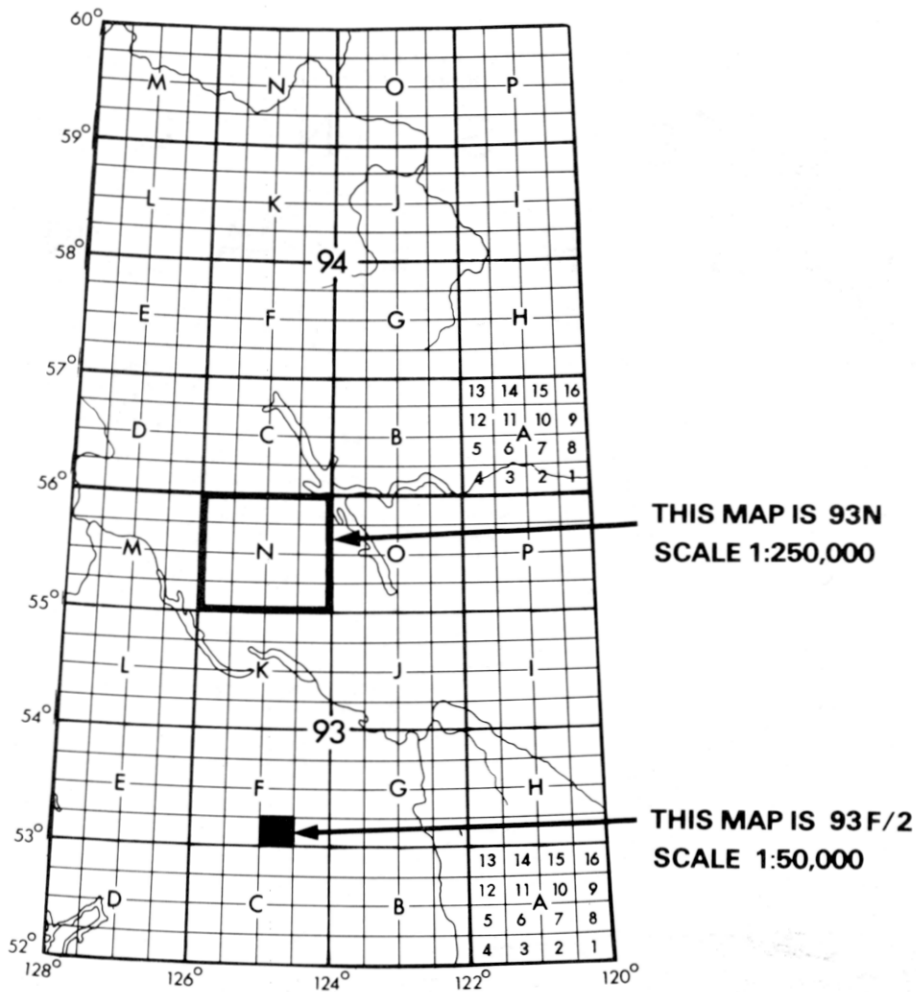 60°
M N O P
59°
L K J I
58°
94
E F G H
57°
13 14 15 16
12 11 10 9
D C B A
5 6 7 8
4 3 2 1
56°
THIS MAP IS 93N
M N O P
SCALE 1:250,000
55°
L K J I
54°
93
E F G H
THIS MAP IS 93F/2
53°
SCALE 1:50,000
13 14 15 16
12 11 10 9
D C B A
5 6 7 8
52°
4 3 2 1
128° 126° 124° 122° 120°